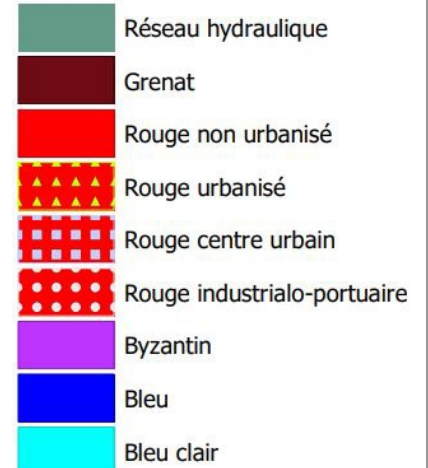 Réseau hydraulique
Grenat
Rouge non urbanisé
Rouge urbanisé
Rouge centre urbain
Rouge industrialo-portuaire
Byzantin
Bleu
Bleu clair